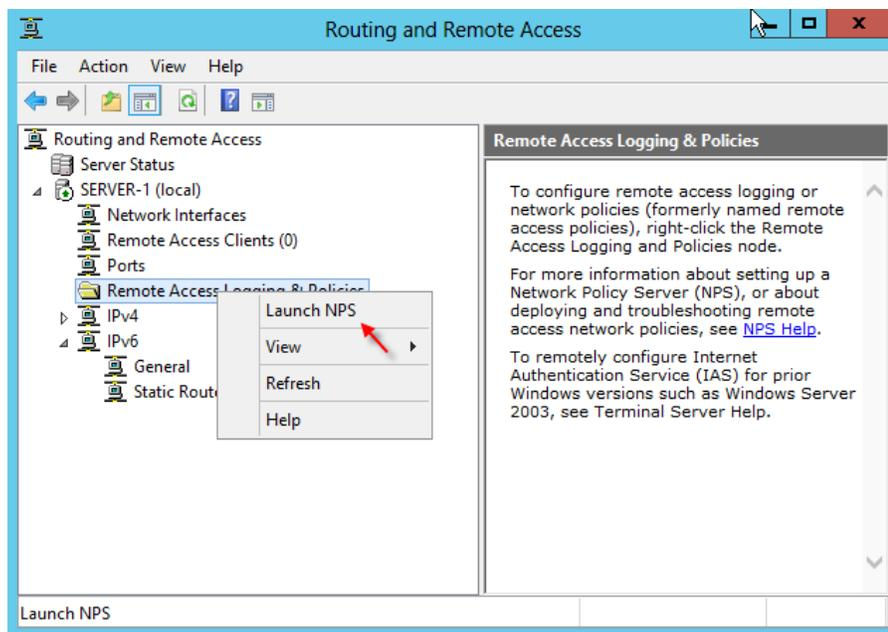 Routing and Remote Access
File Action View Help
Routing and Remote Access
Server Status
SERVER-1 (local)
Network Interfaces
Remote Access Clients (0)
Ports
Remote Access Logging & Policies
IPv4
IPv6
General
Static Route
Launch NPS
View
Refresh
Help
Remote Access Logging & Policies
To configure remote access logging or
network policies (formerly named remote
access policies), right-click the Remote
Access Logging and Policies node.
For more information about setting up a
Network Policy Server (NPS), or about
deploying and troubleshooting remote
access network policies, see NPS Help.
To remotely configure Internet
Authentication Service (IAS) for prior
Windows versions such as Windows Server
2003, see Terminal Server Help.
Launch NPS